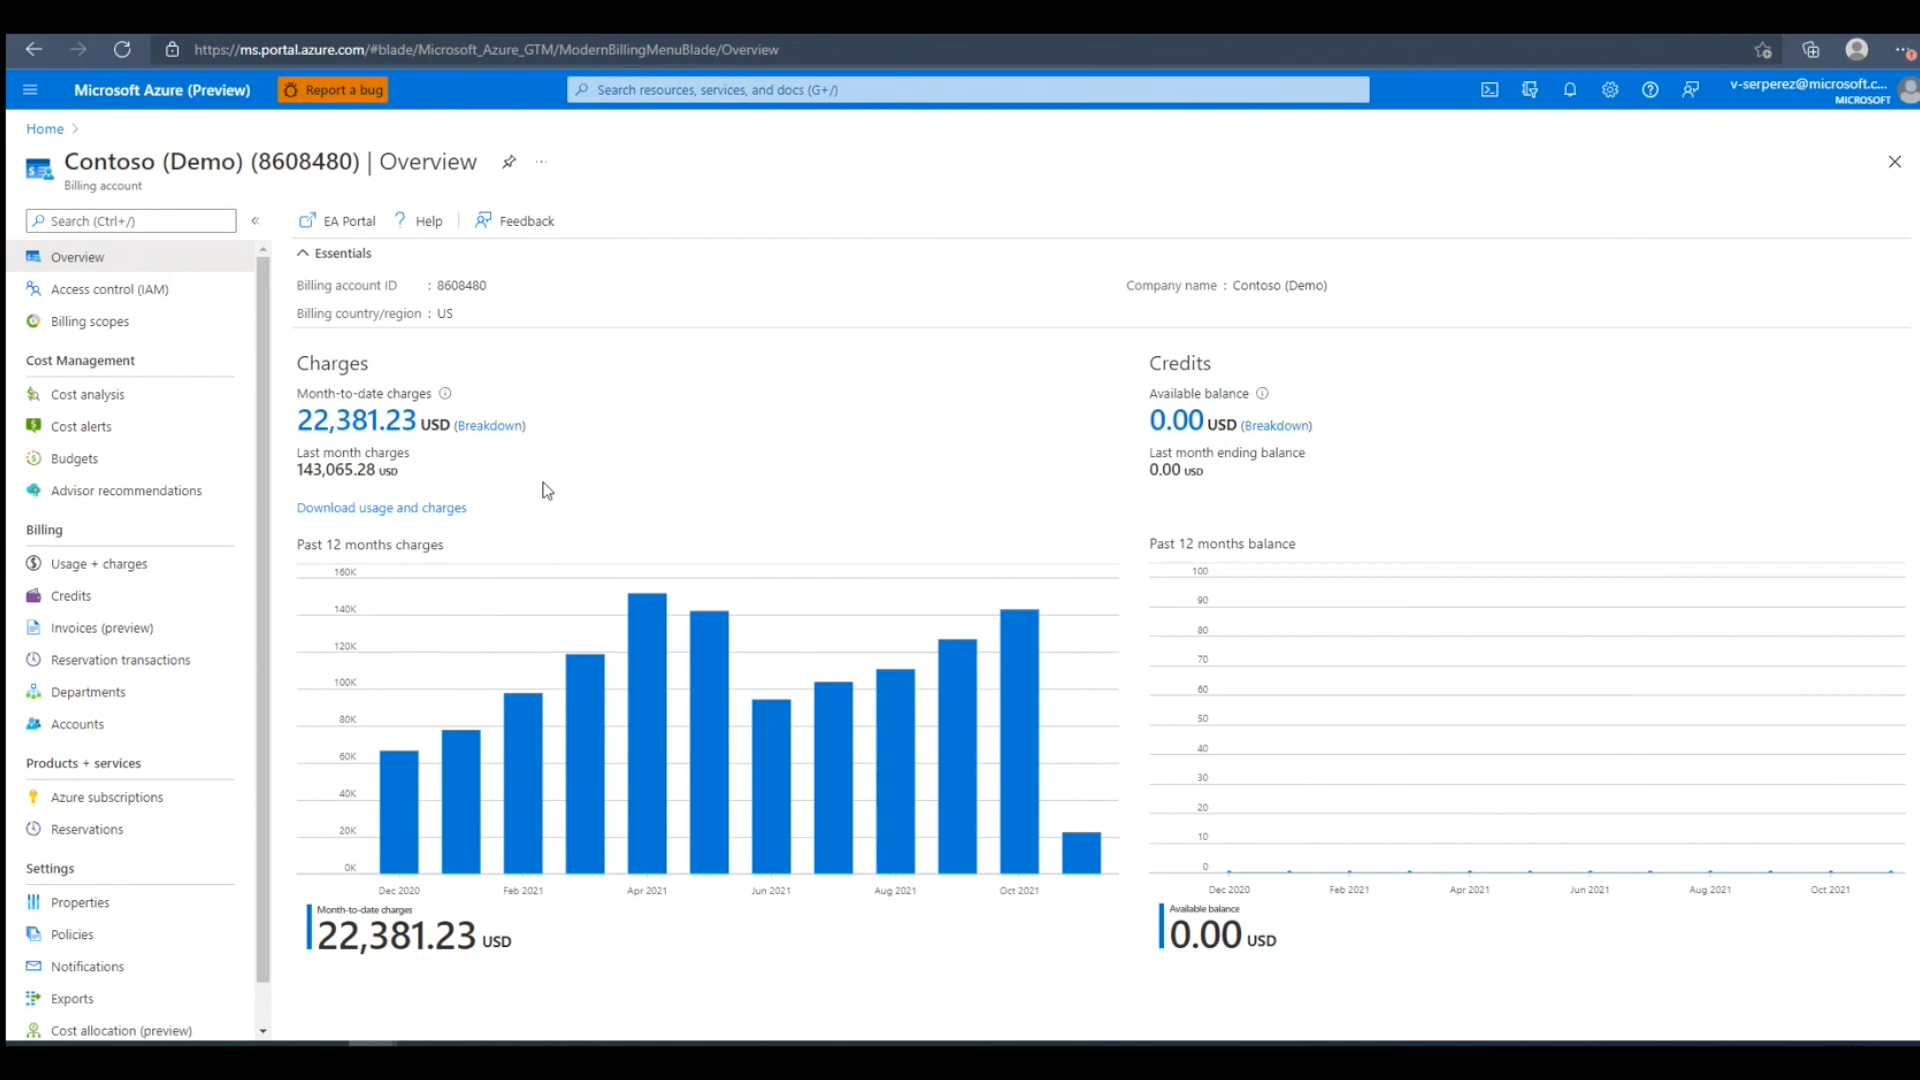 https://ms.portal.azure.com/#blade/Microsoft_Azure_GTM/ModernBillingMenuBlade/Overview
Microsoft Azure (Preview)
Report a bug
Search resources, services, and docs (G+/)
v-serperez@microsoft.c...
MICROSOFT
Home >
Contoso (Demo) (8608480) | Overview
Billing account
Search (Ctrl+/)
«
EA Portal
? Help
Feedback
Overview
Access control (IAM)
Billing scopes
Cost Management
Cost analysis
Cost alerts
Budgets
Advisor recommendations
Billing
Usage + charges
Credits
Invoices (preview)
Reservation transactions
Departments
Accounts
Products + services
Azure subscriptions
Reservations
Settings
Properties
Policies
Notifications
Exports
Cost allocation (preview)
Essentials
Billing account ID : 8608480
Company name : Contoso (Demo)
Billing country/region : US
Charges
Month-to-date charges
22,381.23 USD (Breakdown)
Last month charges
143,065.28 USD
Download usage and charges
Past 12 months charges
160K
140K
120K
100K
80K
60K
40K
20K
0K
Dec 2020
Feb 2021
Apr 2021
Jun 2021
Aug 2021
Oct 2021
Month-to-date charges
22,381.23 USD
Credits
Available balance
0.00 USD (Breakdown)
Last month ending balance
0.00 USD
Past 12 months balance
100
90
80
70
60
50
40
30
20
10
0
Dec 2020
Feb 2021
Apr 2021
Jun 2021
Aug 2021
Oct 2021
Available balance
0.00 USD